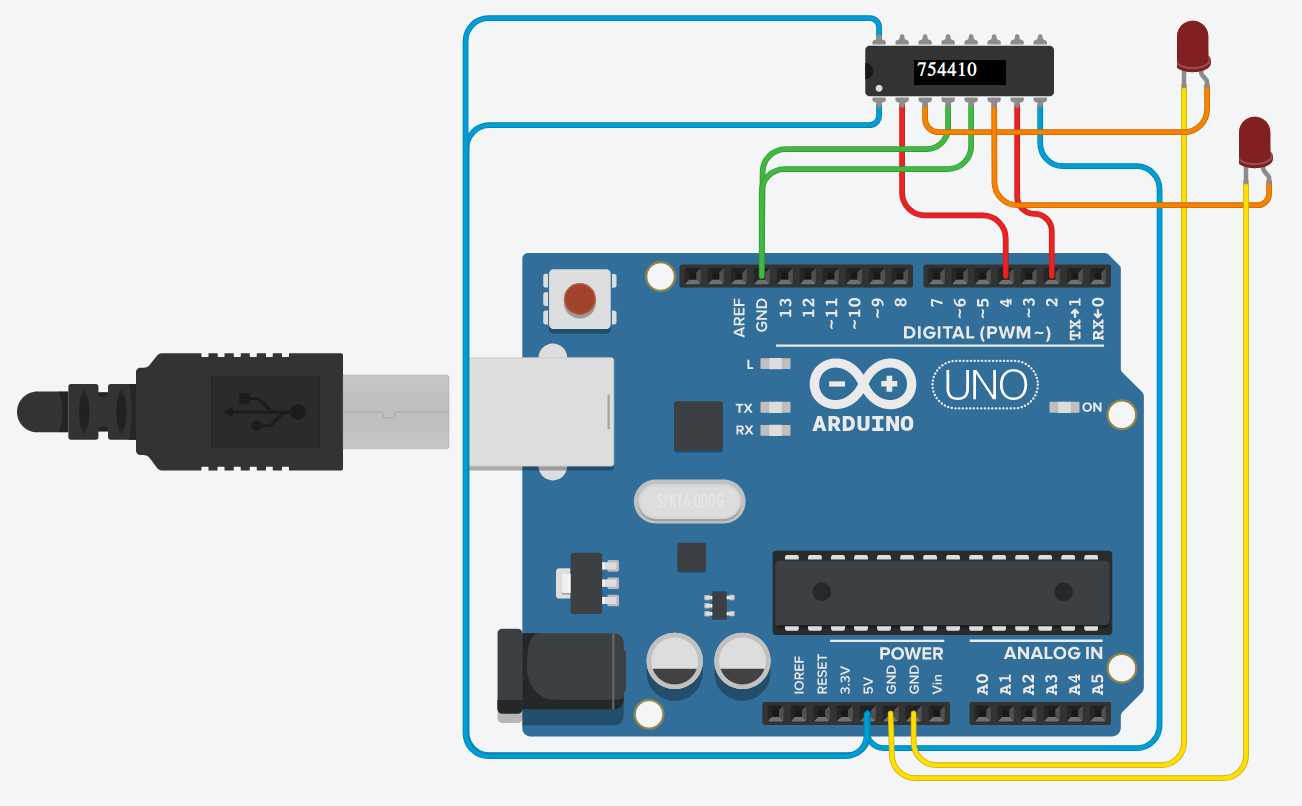 754410
AREF
GND
13
12
~11
~10
~9
8
7
~6
~5
4
~3
2
TX→1
RX←0
DIGITAL (PWM~)
L
TX
RX
ARDUINO
UNO
ON
SPK16.000G
POWER
ANALOG IN
IOREF
RESET
3.3V
5V
GND
GND
Vin
A0
A1
A2
A3
A4
A5